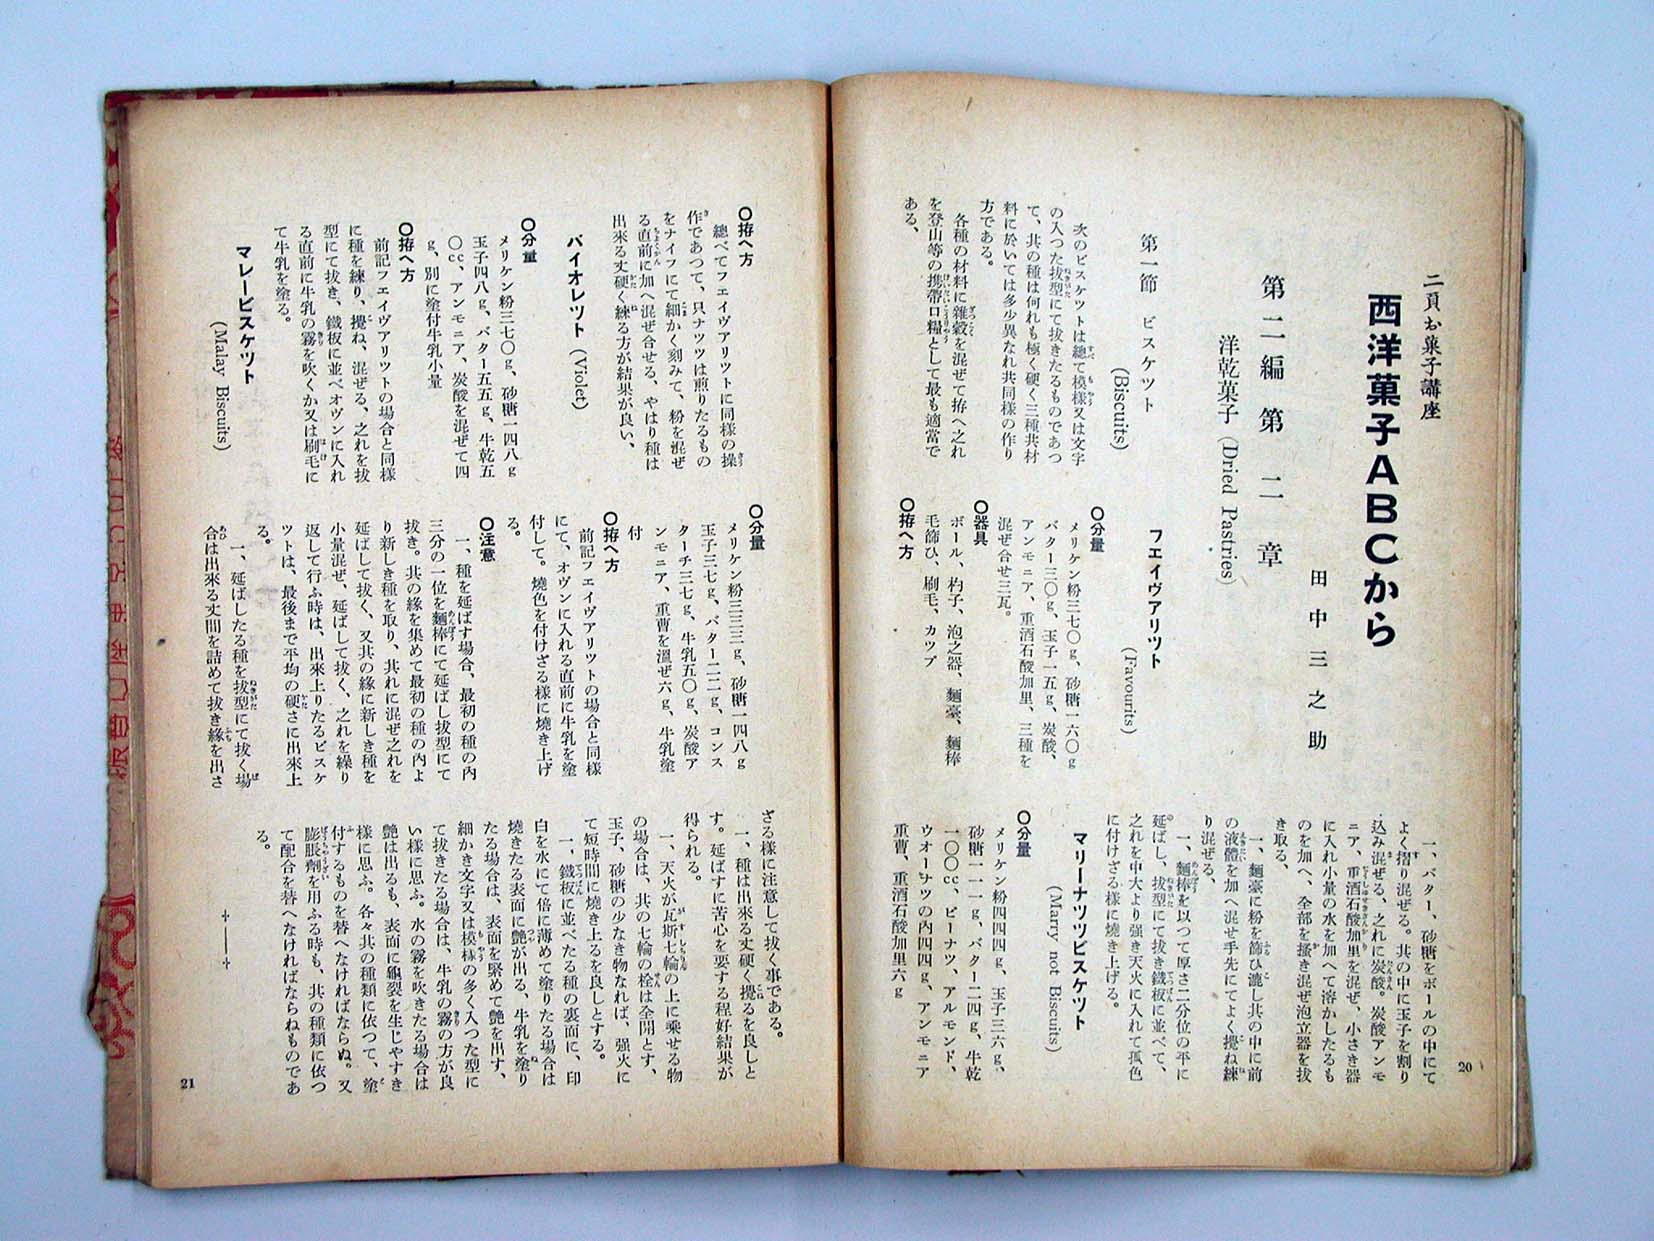 二頁お菓子講座
西洋菓子ABCから
田中三之助
第二編 第二章
洋乾菓子 (Dried Pastries)
第一節 ビスケット
(Biscuits)
次のビスケットは總て模樣又は文字
の入つた拔型にて拔きたるものであつ
て、其の種は何れも極く硬く三種共材
料に於いては多少異なれ共同樣の作り
方である。
各種の材料に雜穀を混ぜて拵へ之れ
を登山等の携帶口糧として最も適當で
ある、
フエイヴアリツト
(Favourits)
〇分量
メリケン粉三七〇g、砂糖一六〇g
バター三〇g、玉子一五g、炭酸、
アンモニア、重酒石酸加里、三種を
混ぜ合せ三瓦。
〇器具
ボール、杓子、泡之器、麵臺、麵棒
毛篩ひ、刷毛、カツプ
〇拵へ方
一、バター、砂糖をボールの中にて
よく摺り混ぜる。其の中に玉子を割り
込み混ぜる、之れに炭酸。炭酸アンモ
ニア、重酒石酸加里を混ぜ、小さき器
に入れ小量の水を加へて溶かしたるも
のを加へ、全部を搔き混ぜ泡立器を拔
き取る、
一、麵臺に粉を篩ひ漉し其の中に前
の液體を加へ混せ手先にてよく攪ね練
り混ぜる、
一、麵棒を以つて厚さ二分位の平に
延ばし、拔型にて拔き鐵板に並べて、
之れを中大より强き天火に入れて孤色
に付けざる樣に燒き上げる。
マリーナツツビスケツト
(Marry not Biscuits)
〇分量
メリケン粉四四四g、玉子三六g、
砂糖一一一g、バター二四g、牛乾
一〇〇cc、ピーナツ、アルモンド、
ウオーナツの內四四g、アンモニア
重曹、重酒石酸加里六g
20
〇拵へ方
總べてフエイヴアリツトに同樣の操
作であつて、只ナツツは煎りたるもの
をナイフにて細かく刻みて、粉を混ぜ
る直前に加へ混ぜ合せる、やはり種は
出來る丈硬く練る方が結果が良い、
バイオレツト (Violet)
〇分量
メリケン粉三七〇g、砂糖一四八g
玉子四八g、バター五五g、牛乾五
〇cc、アンモニア、炭酸を混ぜて四
g、別に塗付牛乳小量
〇拵へ方
前記フエイヴアリツトの場合と同樣
に種を練り、攪ね、混ぜる、之れを拔
型にて拔き、鐵板に並べオヴンに入れ
る直前に牛乳の霧を吹くか又は刷毛に
て牛乳を塗る。
マレービスケツト
(Malay Biscuits)
〇分量
メリケン粉三三三g、砂糖一四八g
玉子三七g、バター二二g、コンス
ターチ三七g、牛乳五〇g、炭酸ア
ンモニア、重曹を溫ぜ六g、牛乳塗
付
〇拵へ方
前記フエイヴアリツトの場合と同樣
にて、オヴンに入れる直前に牛乳を塗
付して。燒色を付けざる樣に燒き上げ
る。
〇注意
一、種を延ばす場合、最初の種の內
三分の一位を麵棒にて延ばし拔型にて
拔き。其の緣を集めて最初の種の內よ
り新しき種を取り、其れに混ぜ之れを
延ばして拔く、又其の緣に新しき種を
小量混ぜ、延ばして拔く、之れを繰り
返して行ふ時は、出來上りたるビスケ
ツトは、最後まで平均の硬さに出來上
る。
一、延ばしたる種を拔型にて拔く場
合は出來る丈間を詰めて拔き緣を出さ
ざる樣に注意して拔く事である。
一、種は出來る丈硬く攪るを良しと
す。延ばすに苦心を要する程好結果が
得られる。
一、天火が瓦斯七輪の上に乘せる物
の場合は、其の七輪の栓は全開とす、
玉子、砂糖の少なき物なれば、强火に
て短時間に燒き上るを良しとする。
一、鐵板に並べたる種の裏面に、印
白を水にて倍に薄めて塗りたる場合は
燒きたる表面に艷が出る、牛乳を塗り
たる場合は、表面を緊めて艷を出す、
細かき文字又は模樣の多く入つた型に
て拔きたる場合は、牛乳の霧の方が良
い樣に思ふ。水の霧を吹きたる場合は
艷は出るも、表面に龜裂を生じやすき
樣に思ふ。各々其の種類に依つて、塗
付するものを替へなければならぬ。又
膨脹劑を用ふる時も、其の種類に依つ
て配合を替へなければならねものであ
る。
21